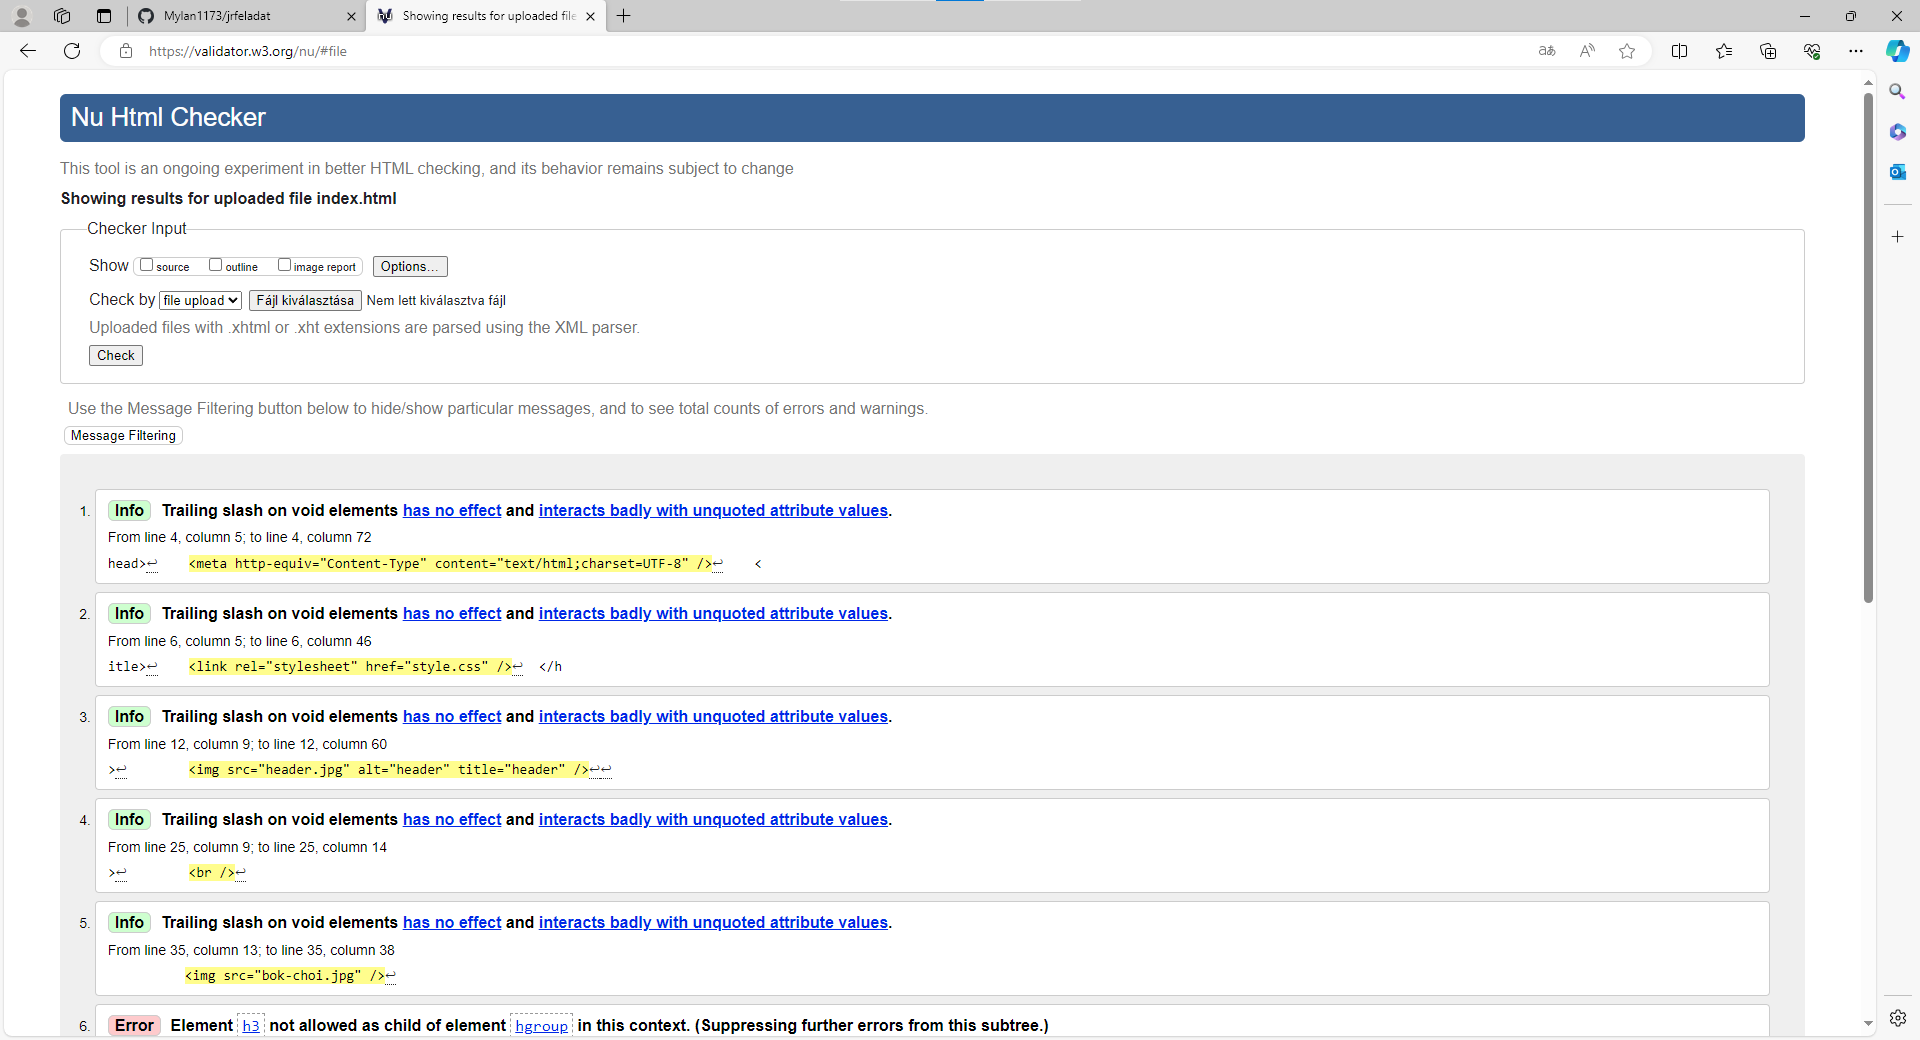 Mylan1173/jrfeladat
Showing results for uploaded file
https://validator.w3.org/nu/#file
Nu Html Checker
This tool is an ongoing experiment in better HTML checking, and its behavior remains subject to change
Showing results for uploaded file index.html
Checker Input
Show source outline image report Options...
Check by file upload Fájl kiválasztása Nem lett kiválasztva fájl
Uploaded files with .xhtml or .xht extensions are parsed using the XML parser.
Check
Use the Message Filtering button below to hide/show particular messages, and to see total counts of errors and warnings.
Message Filtering
1. Info Trailing slash on void elements has no effect and interacts badly with unquoted attribute values.
From line 4, column 5; to line 4, column 72
head>↩ <meta http-equiv="Content-Type" content="text/html;charset=UTF-8" />↩ <
2. Info Trailing slash on void elements has no effect and interacts badly with unquoted attribute values.
From line 6, column 5; to line 6, column 46
itle>↩ <link rel="stylesheet" href="style.css" />↩ </h
3. Info Trailing slash on void elements has no effect and interacts badly with unquoted attribute values.
From line 12, column 9; to line 12, column 60
>↩ <img src="header.jpg" alt="header" title="header" />↩↩
4. Info Trailing slash on void elements has no effect and interacts badly with unquoted attribute values.
From line 25, column 9; to line 25, column 14
>↩ <br />↩
5. Info Trailing slash on void elements has no effect and interacts badly with unquoted attribute values.
From line 35, column 13; to line 35, column 38
<img src="bok-choi.jpg" />↩
6. Error Element h3 not allowed as child of element hgroup in this context. (Suppressing further errors from this subtree.)